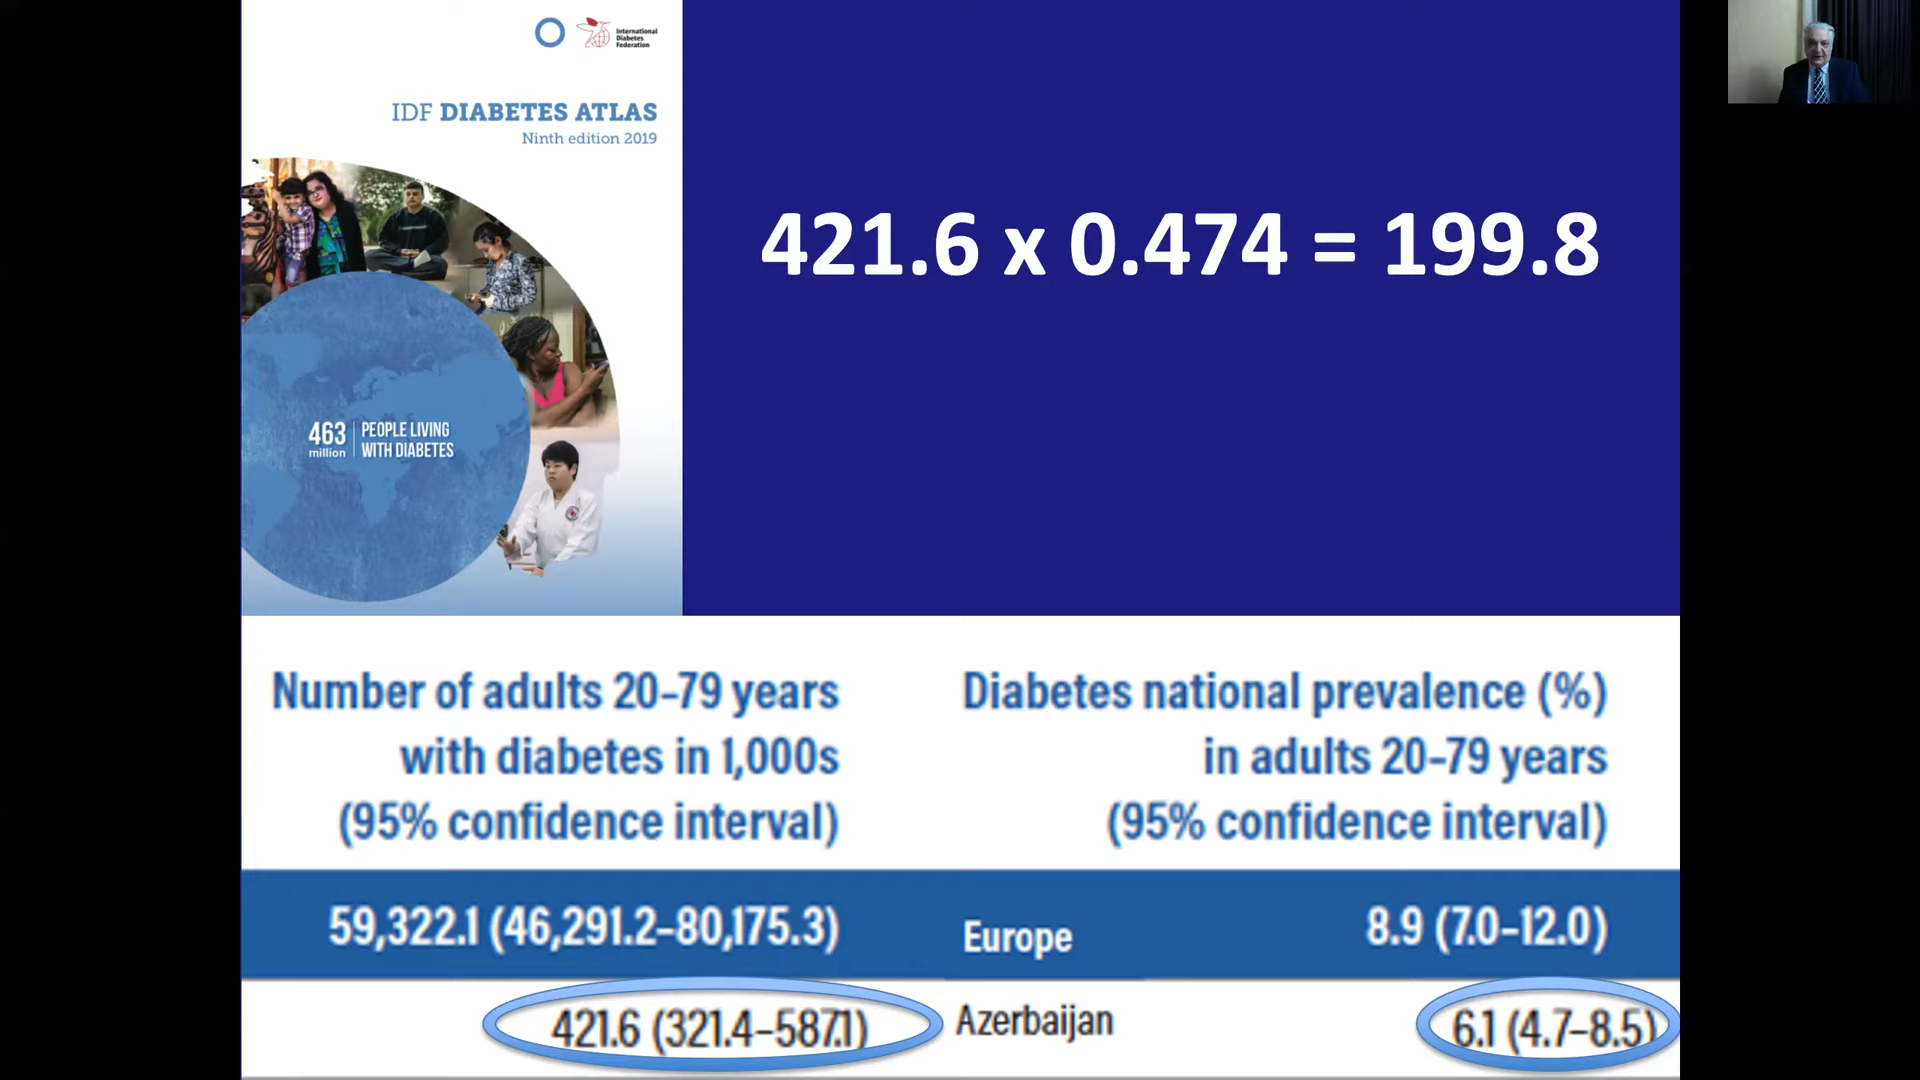 International
Diabetes
Federation
IDF DIABETES ATLAS
Ninth edition 2019
463 million
PEOPLE LIVING
WITH DIABETES
421.6 x 0.474 = 199.8
Number of adults 20–79 years
with diabetes in 1,000s
(95% confidence interval)
Diabetes national prevalence (%)
in adults 20–79 years
(95% confidence interval)
59,322.1 (46,291.2–80,175.3) Europe 8.9 (7.0–12.0)
421.6 (321.4–587.1) Azerbaijan 6.1 (4.7–8.5)